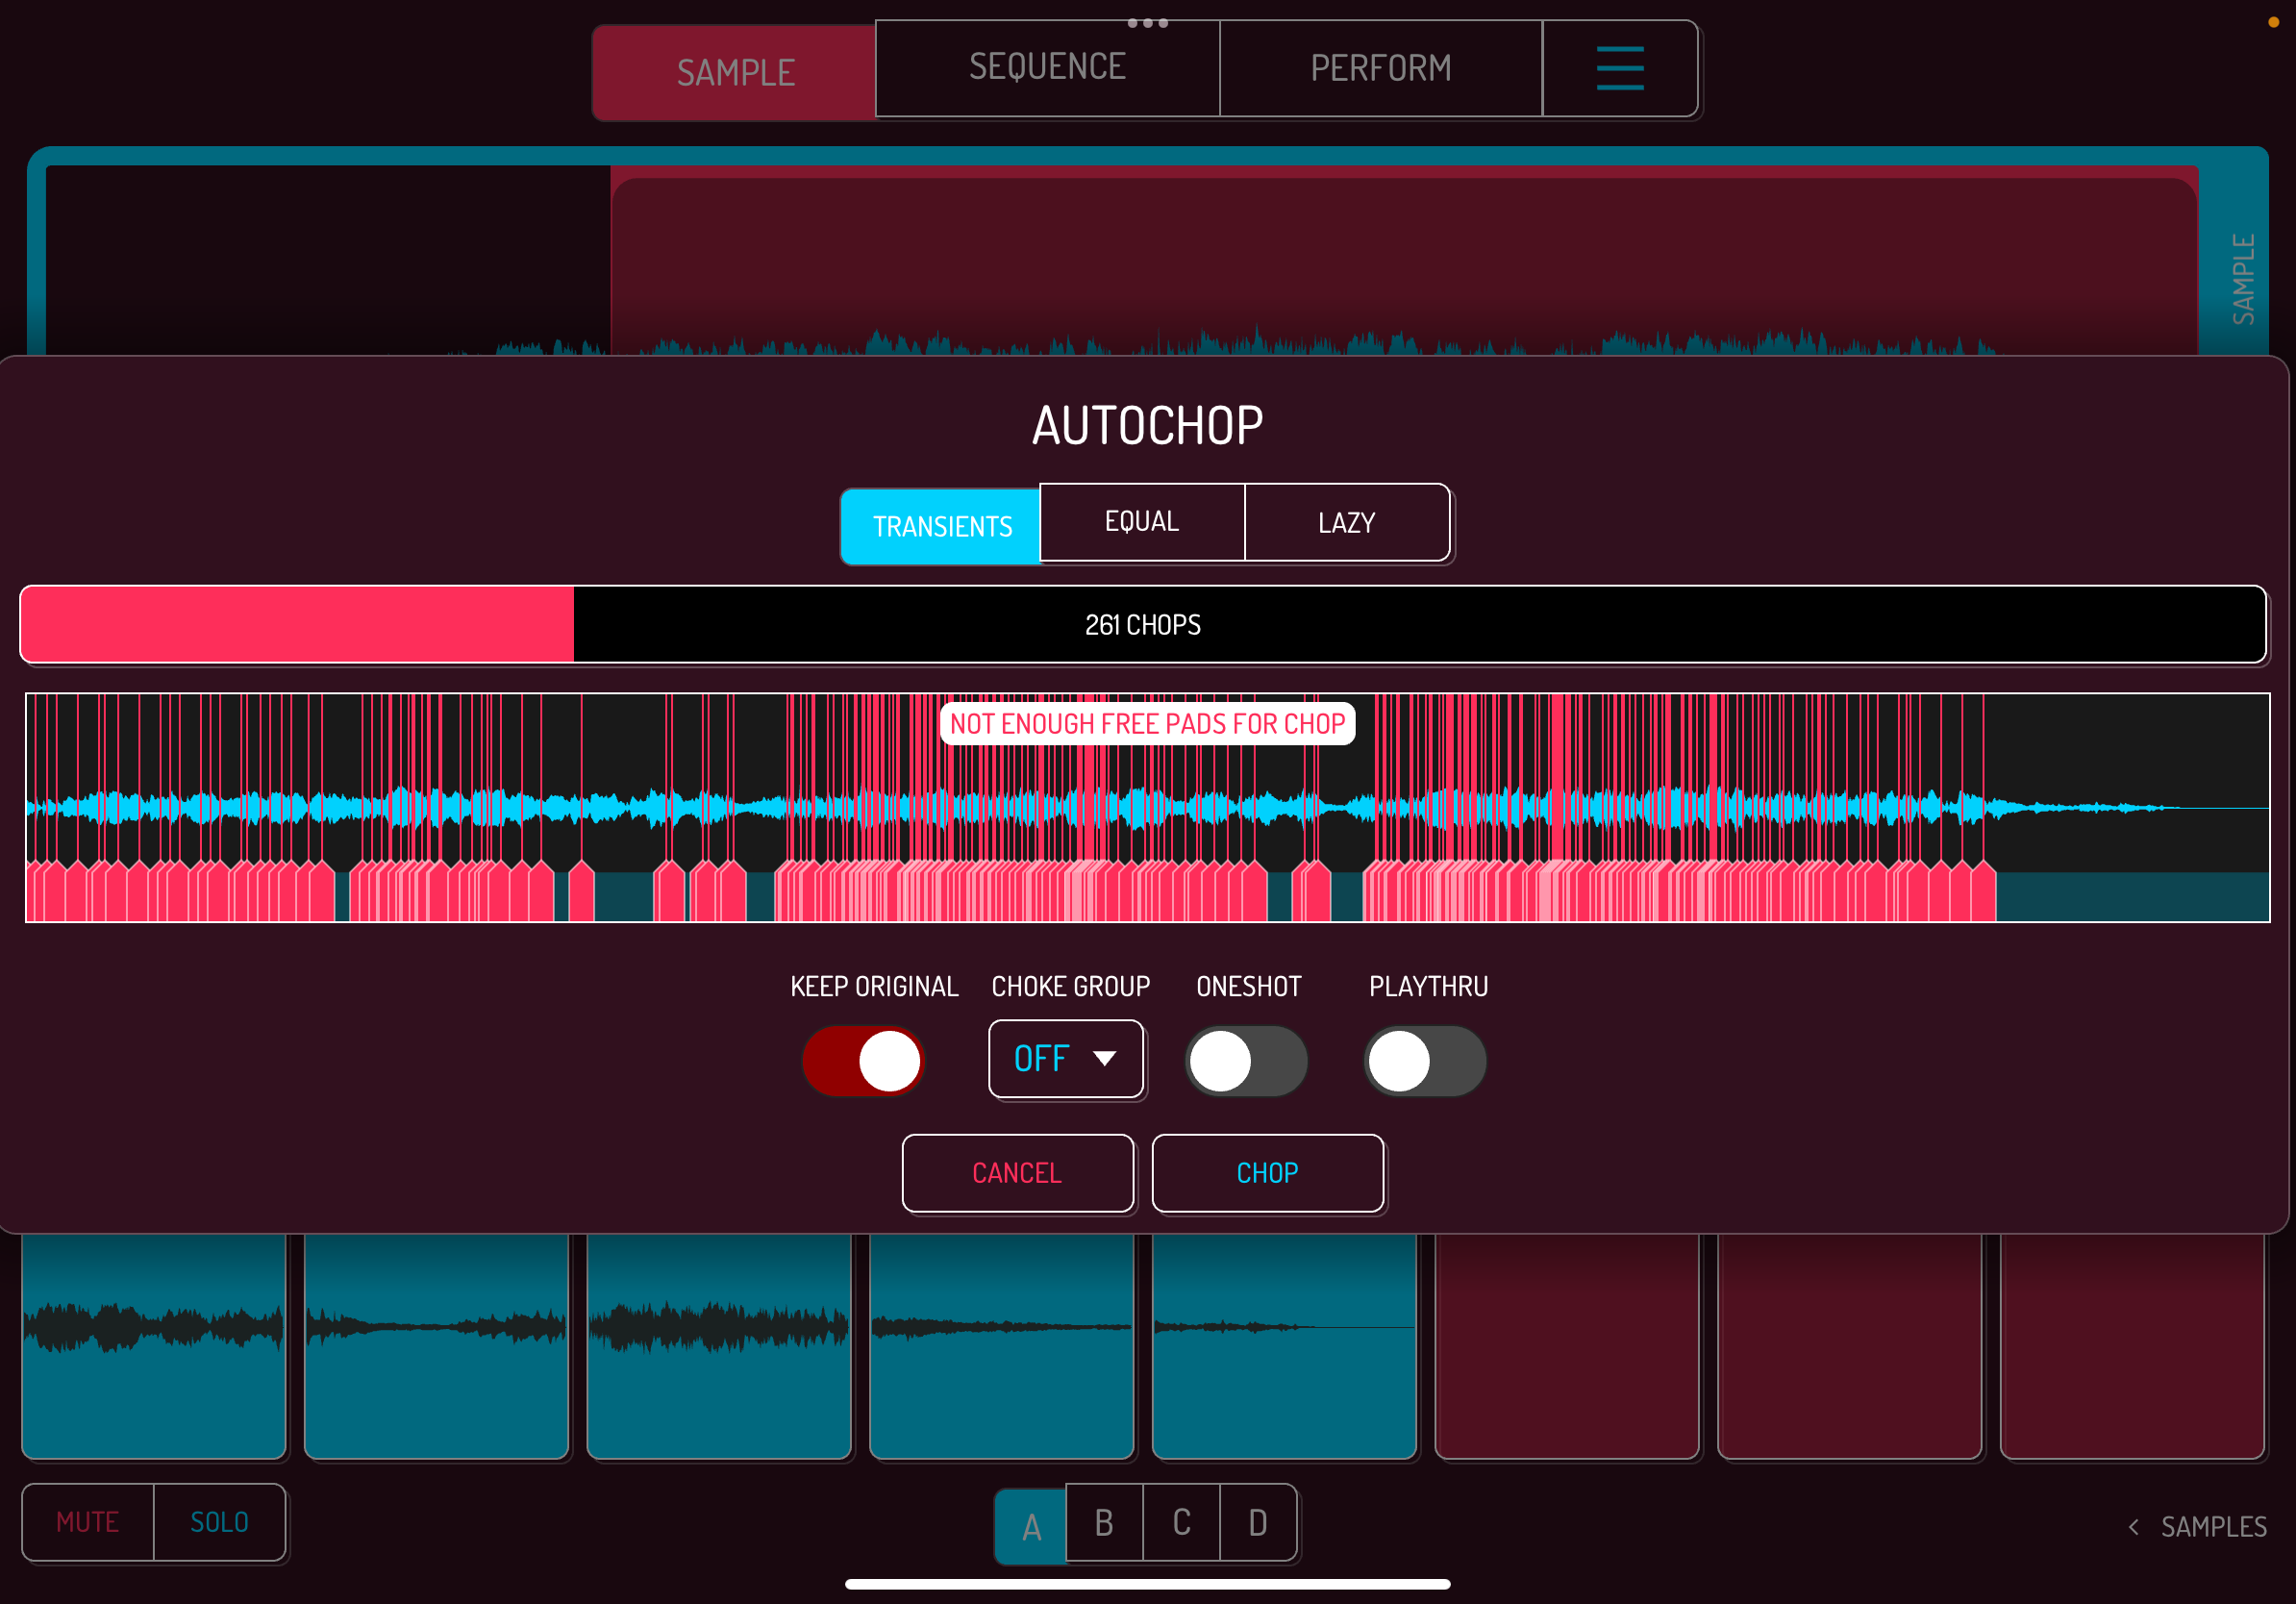 SAMPLE
SEQUENCE
PERFORM
SAMPLE
AUTOCHOP
TRANSIENTS
EQUAL
LAZY
261 CHOPS
NOT ENOUGH FREE PADS FOR CHOP
KEEP ORIGINAL
CHOKE GROUP
ONESHOT
PLAYTHRU
OFF
CANCEL
CHOP
MUTE
SOLO
A
B
C
D
< SAMPLES